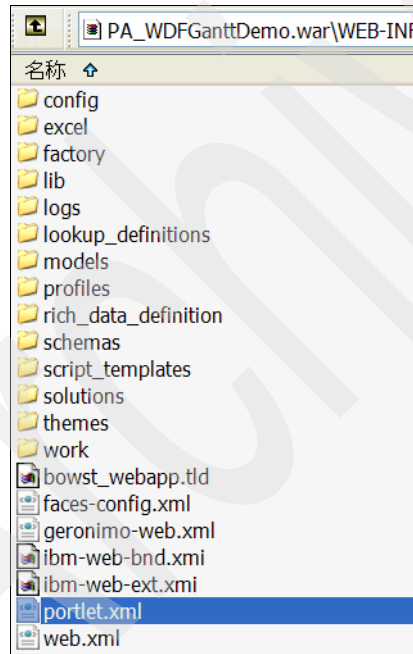 PA_WDFGanttDemo.war\WEB-INF
名称
config
excel
factory
lib
logs
lookup_definitions
models
profiles
rich_data_definition
schemas
script_templates
solutions
themes
work
bowst_webapp.tld
faces-config.xml
geronimo-web.xml
ibm-web-bnd.xmi
ibm-web-ext.xmi
portlet.xml
web.xml